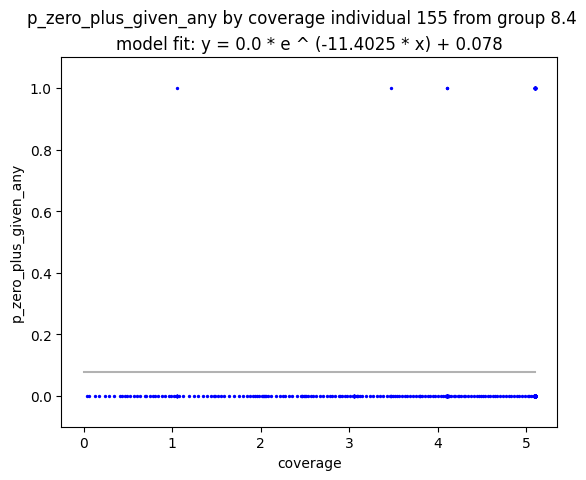 p_zero_plus_given_any by coverage individual 155 from group 8.4
model fit: y = 0.0 * e ^ (-11.4025 * x) + 0.078
1.0
0.8
0.6
0.4
0.2
0.0
p_zero_plus_given_any
0 1 2 3 4 5
coverage